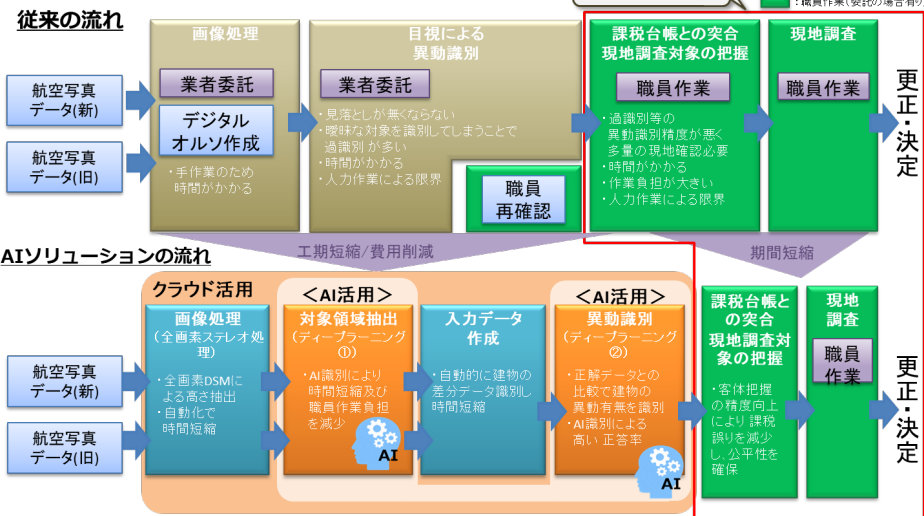 従来の流れ
：職員作業（委託の場合有り）
航空写真
データ(新)
航空写真
データ(旧)
画像処理
業者委託
デジタル
オルソ作成
・手作業のため
時間がかかる
目視による
異動識別
業者委託
・見落としが無くならない
・曖昧な対象を識別してしまうことで
過識別 が多い
・時間がかかる
・人力作業による限界
職員
再確認
課税台帳との突合
現地調査対象の把握
職員作業
・過識別等の
異動識別精度が悪く
多量の現地確認必要
・時間がかかる
・作業負担が大きい
・人力作業による限界
現地調査
職員作業
更正・決定
工期短縮/費用削減
期間短縮
AIソリューションの流れ
クラウド活用
航空写真
データ(新)
航空写真
データ(旧)
画像処理
(全画素ステレオ処
理)
・全画素DSMに
よる高さ抽出
・自動化で
時間短縮
＜AI活用＞
対象領域抽出
(ディープラーニング
①)
・AI識別により
時間短縮及び
職員作業負担
を減少
AI
入力データ
作成
・自動的に建物の
差分データ識別し
時間短縮
＜AI活用＞
異動識別
(ディープラーニング
②)
・正解データとの
比較で建物の
異動有無を識別
・AI識別による
高い 正答率
AI
課税台帳と
の突合
現地調査対
象の把握
・客体把握
の精度向上
により 課税
誤りを減少
し、公平性を
確保
現地
調査
職員
作業
更正・決定